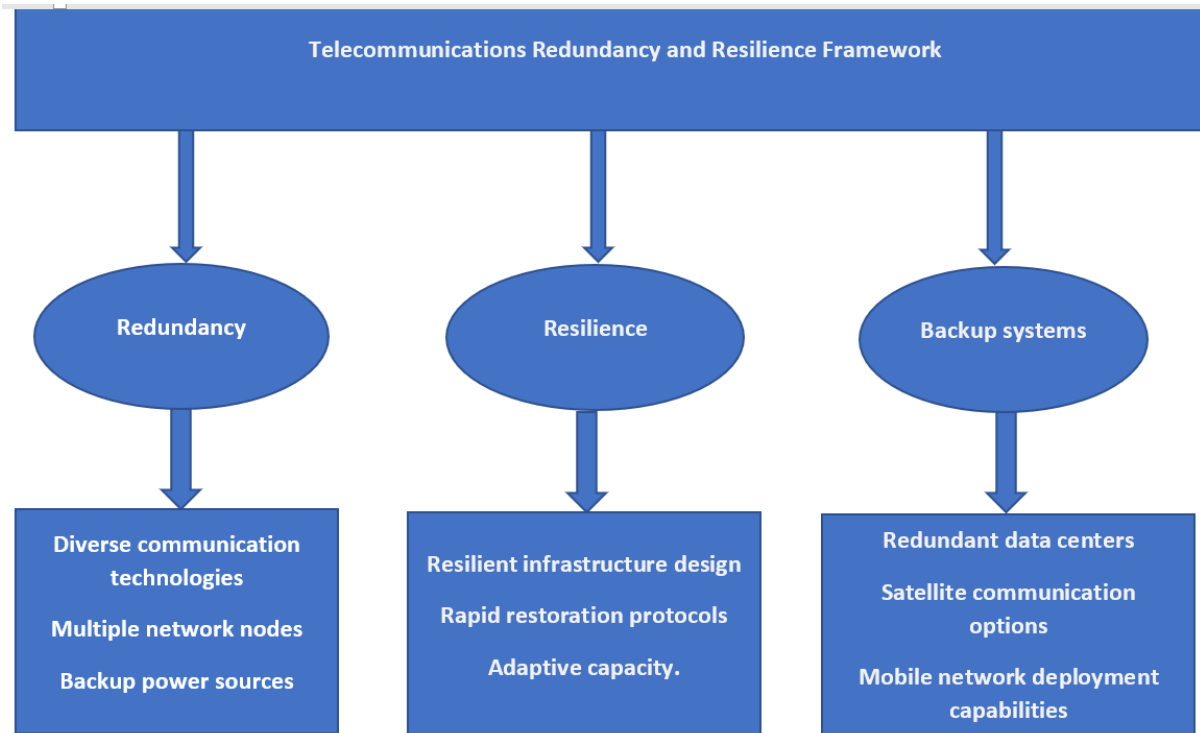 Telecommunications Redundancy and Resilience Framework
Redundancy
Resilience
Backup systems
Diverse communication
technologies
Multiple network nodes
Backup power sources
Resilient infrastructure design
Rapid restoration protocols
Adaptive capacity.
Redundant data centers
Satellite communication
options
Mobile network deployment
capabilities